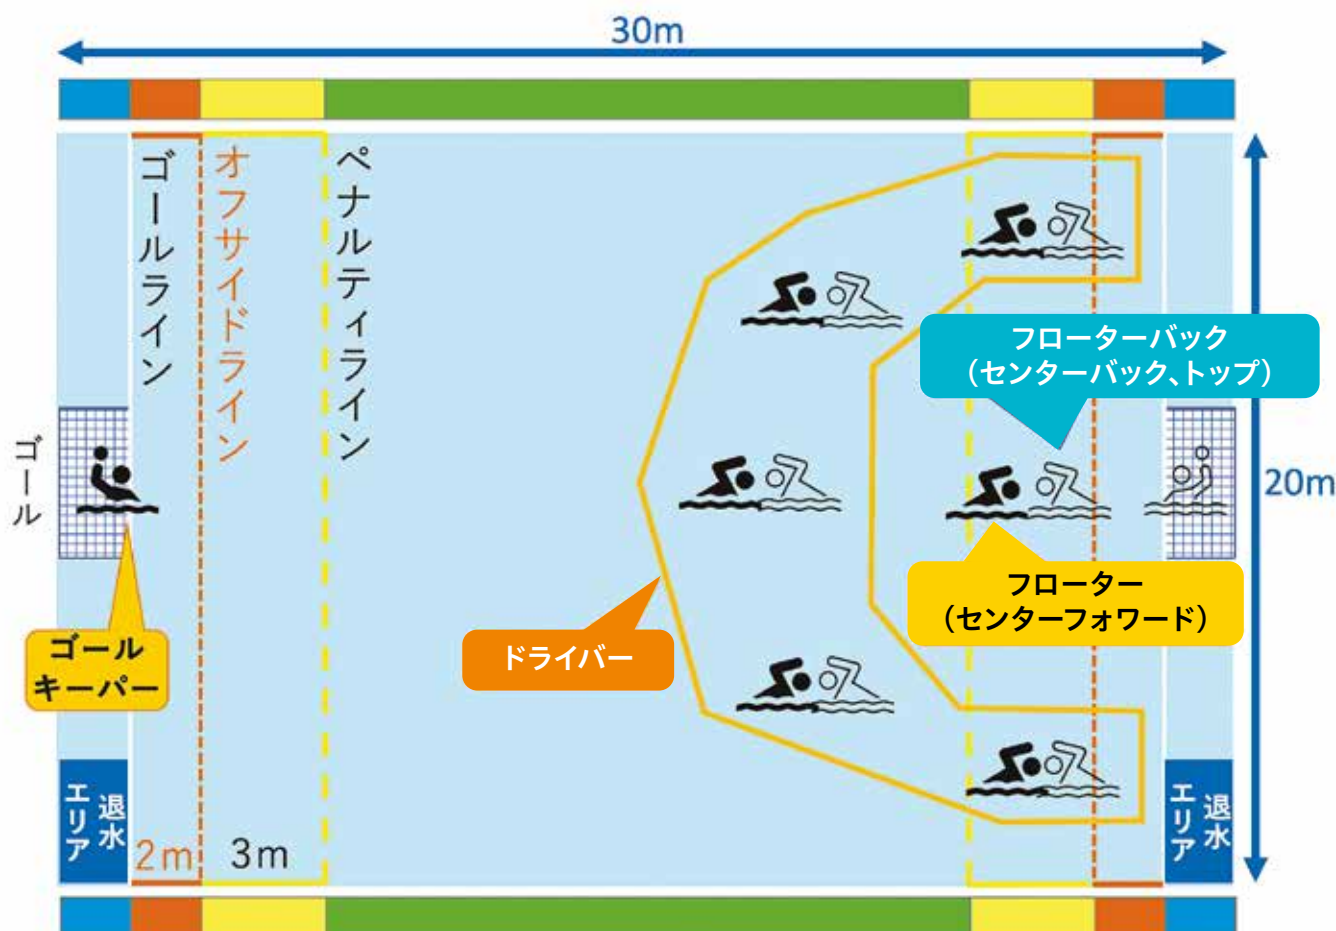 30m
ゴールライン
オフサイドライン
ペナルティライン
フローターバック
（センターバック、トップ）
ゴール
20m
フローター
（センターフォワード）
ゴール
キーパー
ドライバー
退水
エリア
2m
3m
退水
エリア